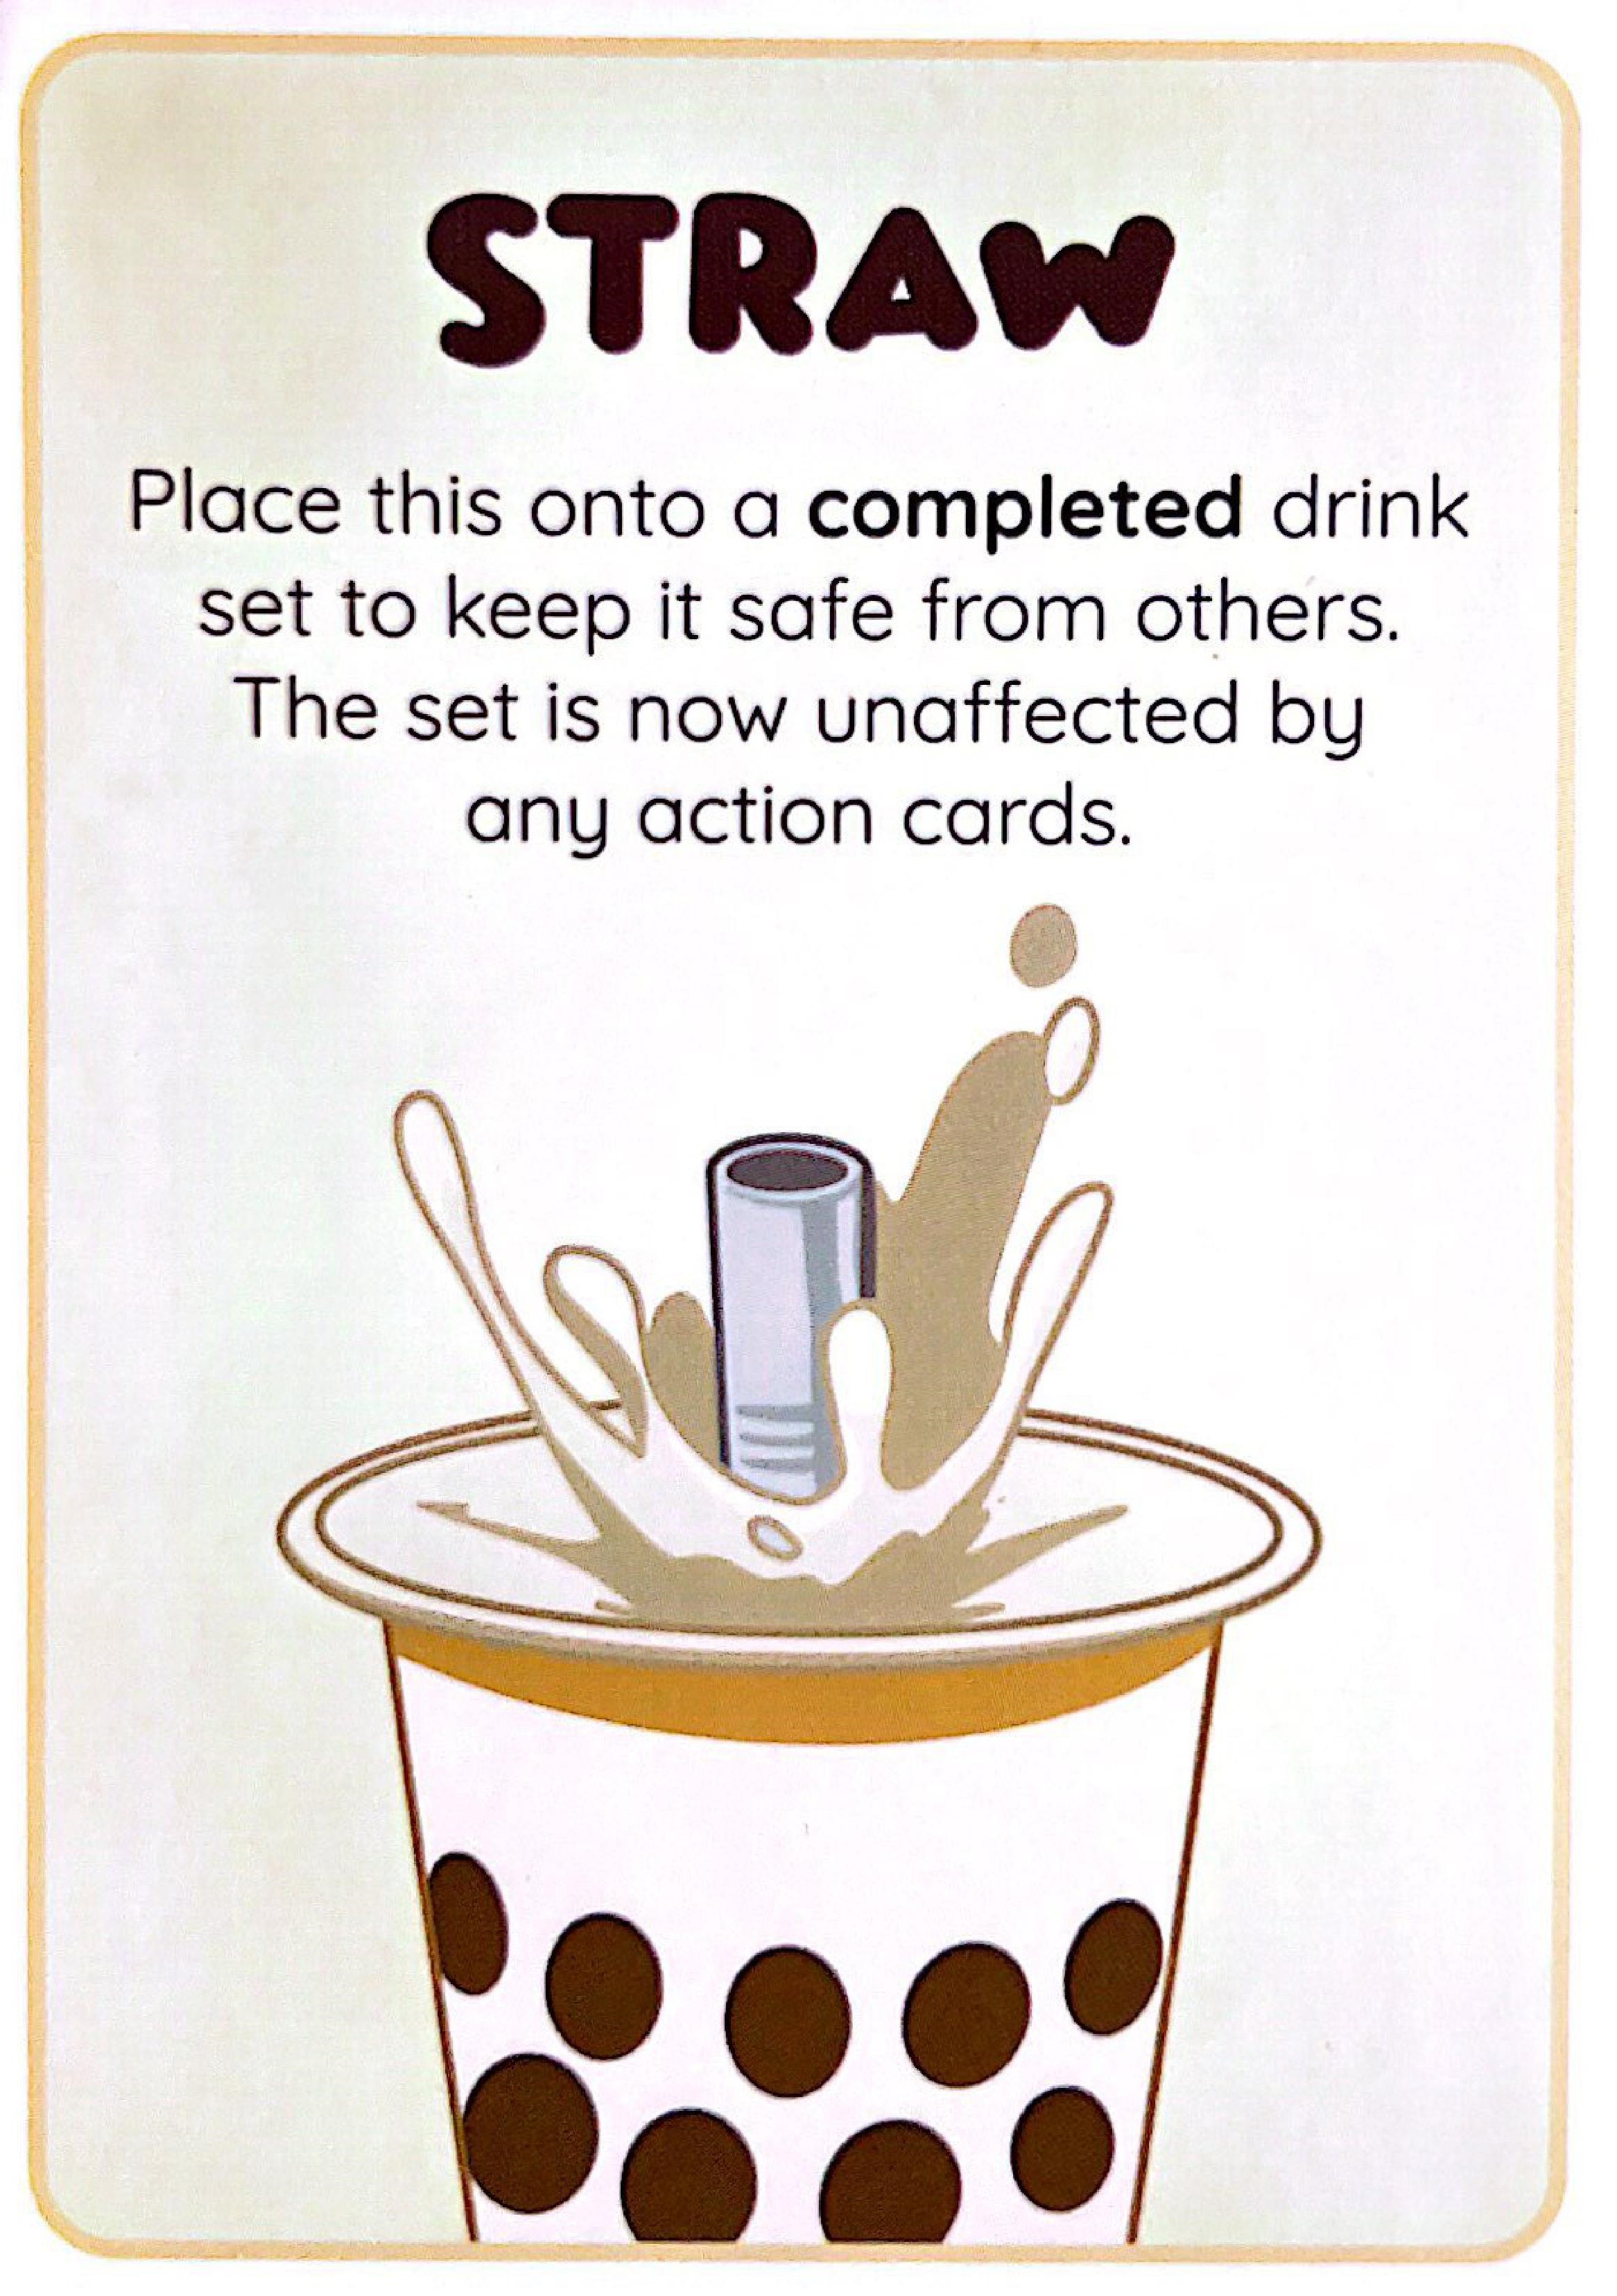 STRAW
Place this onto a completed drink
set to keep it safe from others.
The set is now unaffected by
any action cards.